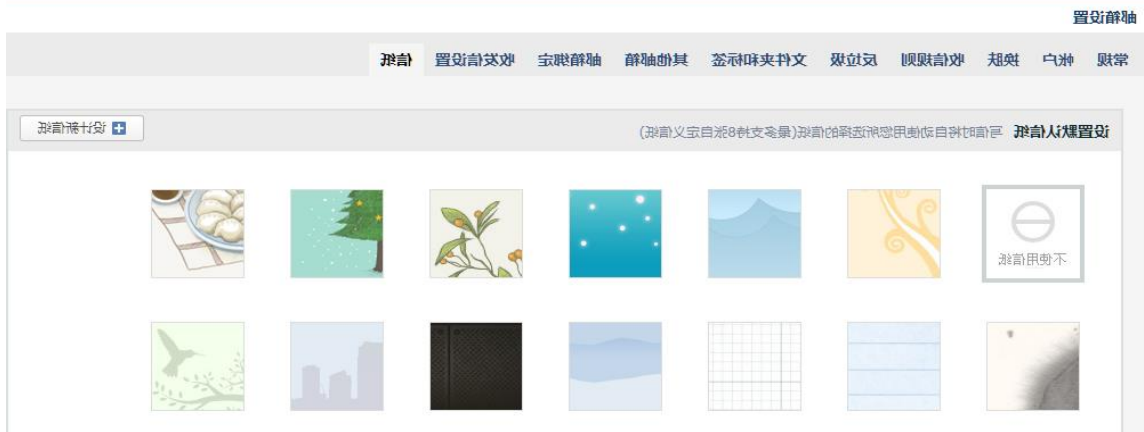 邮箱设置
常规 帐户 换肤 收信规则 反垃圾 文件夹和标签 其他邮箱 邮箱绑定 收发信设置 信纸
设置默认信纸 写信时将自动使用您所选择的信纸(最多支持8张自定义信纸) 设计新信纸
不使用信纸